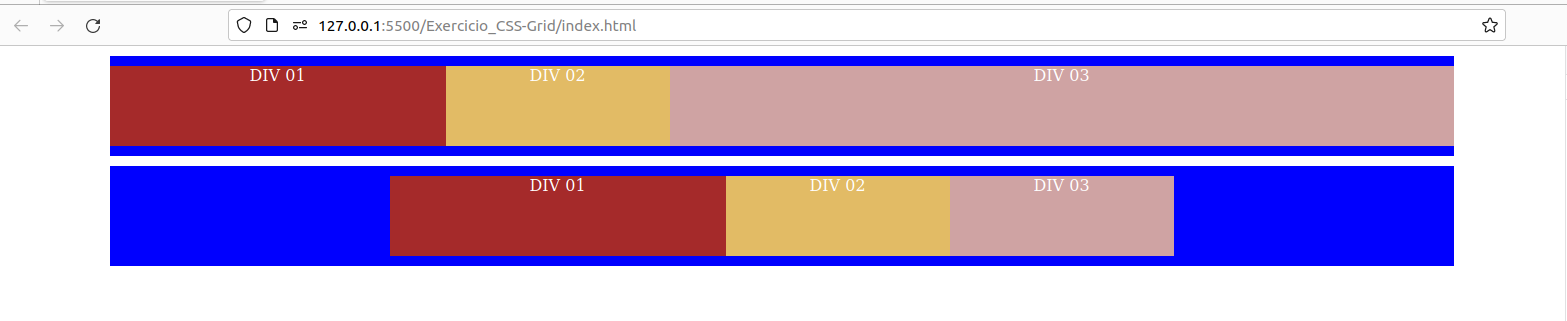 127.0.0.1:5500/Exercicio_CSS-Grid/index.html
DIV 01 DIV 02 DIV 03
DIV 01 DIV 02 DIV 03